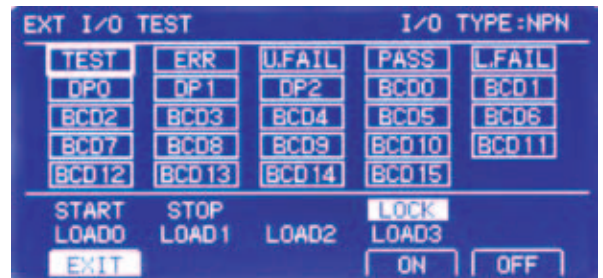 EXT I/O TEST I/O TYPE:NPN
TEST ERR U.FAIL PASS L.FAIL
DP0 DP1 DP2 BCD0 BCD1
BCD2 BCD3 BCD4 BCD5 BCD6
BCD7 BCD8 BCD9 BCD10 BCD11
BCD12 BCD13 BCD14 BCD15
START STOP LOCK
LOAD0 LOAD1 LOAD2 LOAD3
EXIT ON OFF